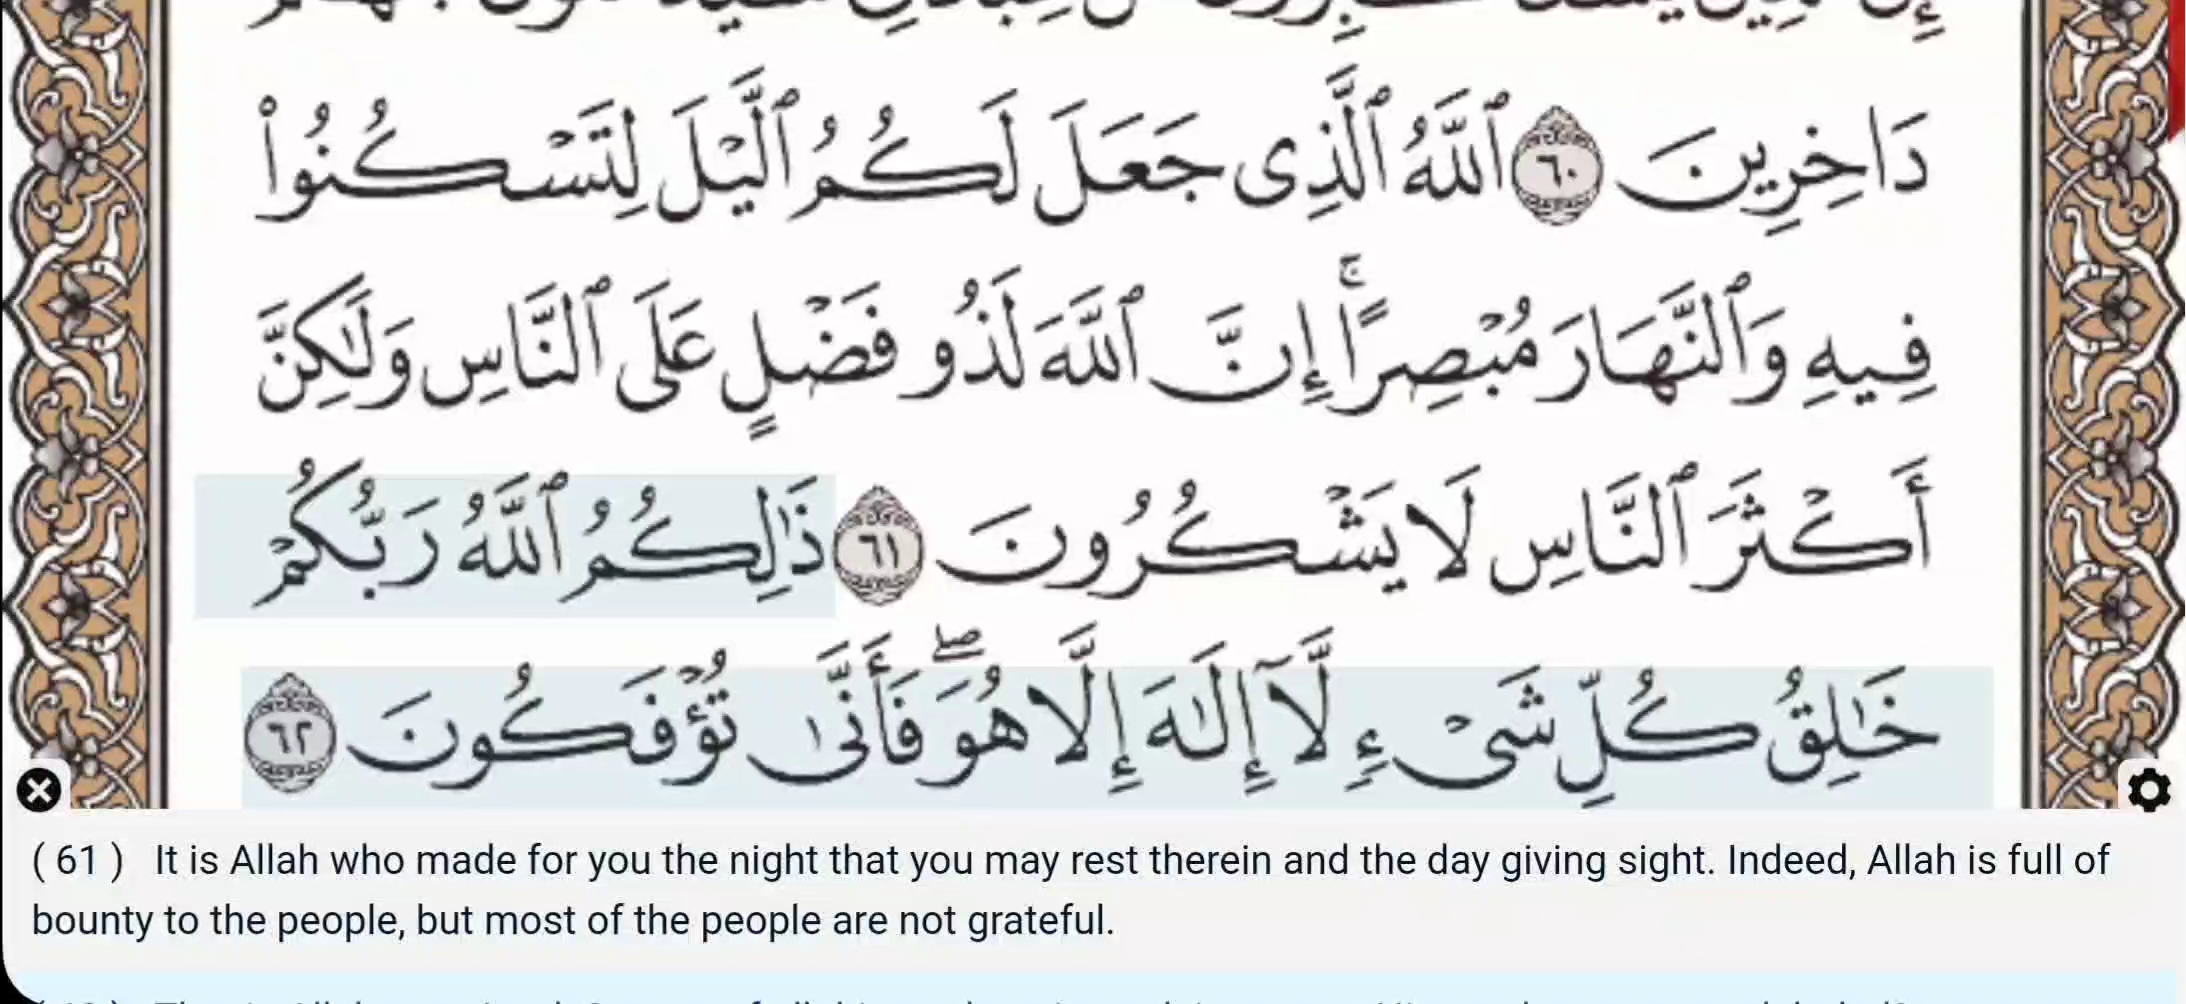 دَاخِرِينَ ٦٠ ٱللَّهُ ٱلَّذِى جَعَلَ لَكُمُ ٱلَّيْلَ لِتَسْكُنُوا۟
فِيهِ وَٱلنَّهَارَ مُبْصِرًا ۚ إِنَّ ٱللَّهَ لَذُو فَضْلٍ عَلَى ٱلنَّاسِ وَلَٰكِنَّ
أَكْثَرَ ٱلنَّاسِ لَا يَشْكُرُونَ ٦١ ذَٰلِكُمُ ٱللَّهُ رَبُّكُمْ
خَٰلِقُ كُلِّ شَىْءٍ لَّآ إِلَٰهَ إِلَّا هُوَ ۖ فَأَنَّىٰ تُؤْفَكُونَ ٦٢
( 61 ) It is Allah who made for you the night that you may rest therein and the day giving sight. Indeed, Allah is full of
bounty to the people, but most of the people are not grateful.